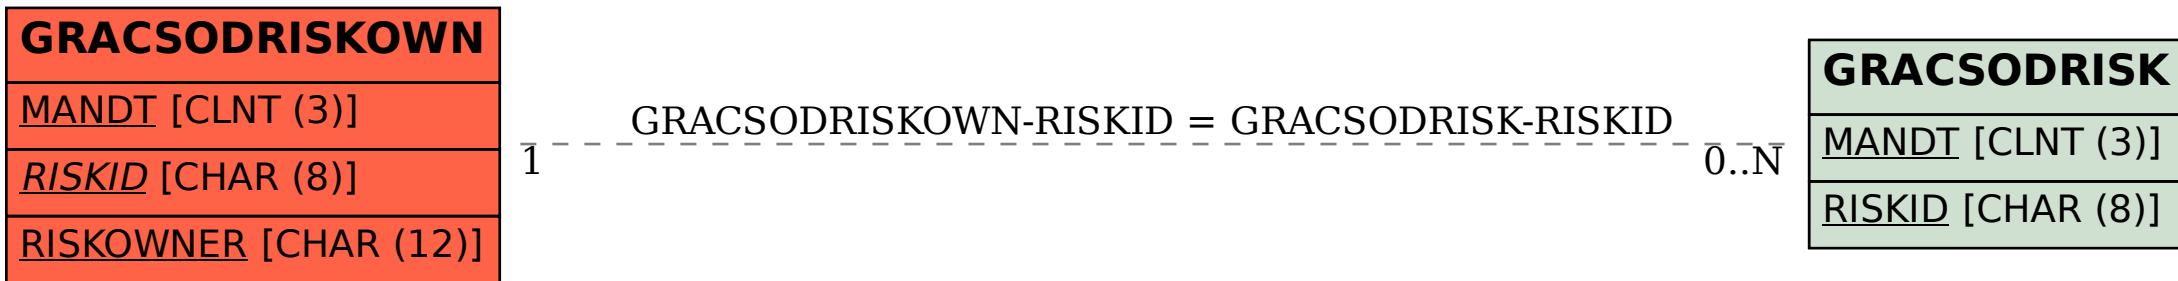 GRACSODRISKOWN
MANDT [CLNT (3)]
RISKID [CHAR (8)]
RISKOWNER [CHAR (12)]
GRACSODRISKOWN-RISKID = GRACSODRISK-RISKID
1
0..N
GRACSODRISK
MANDT [CLNT (3)]
RISKID [CHAR (8)]